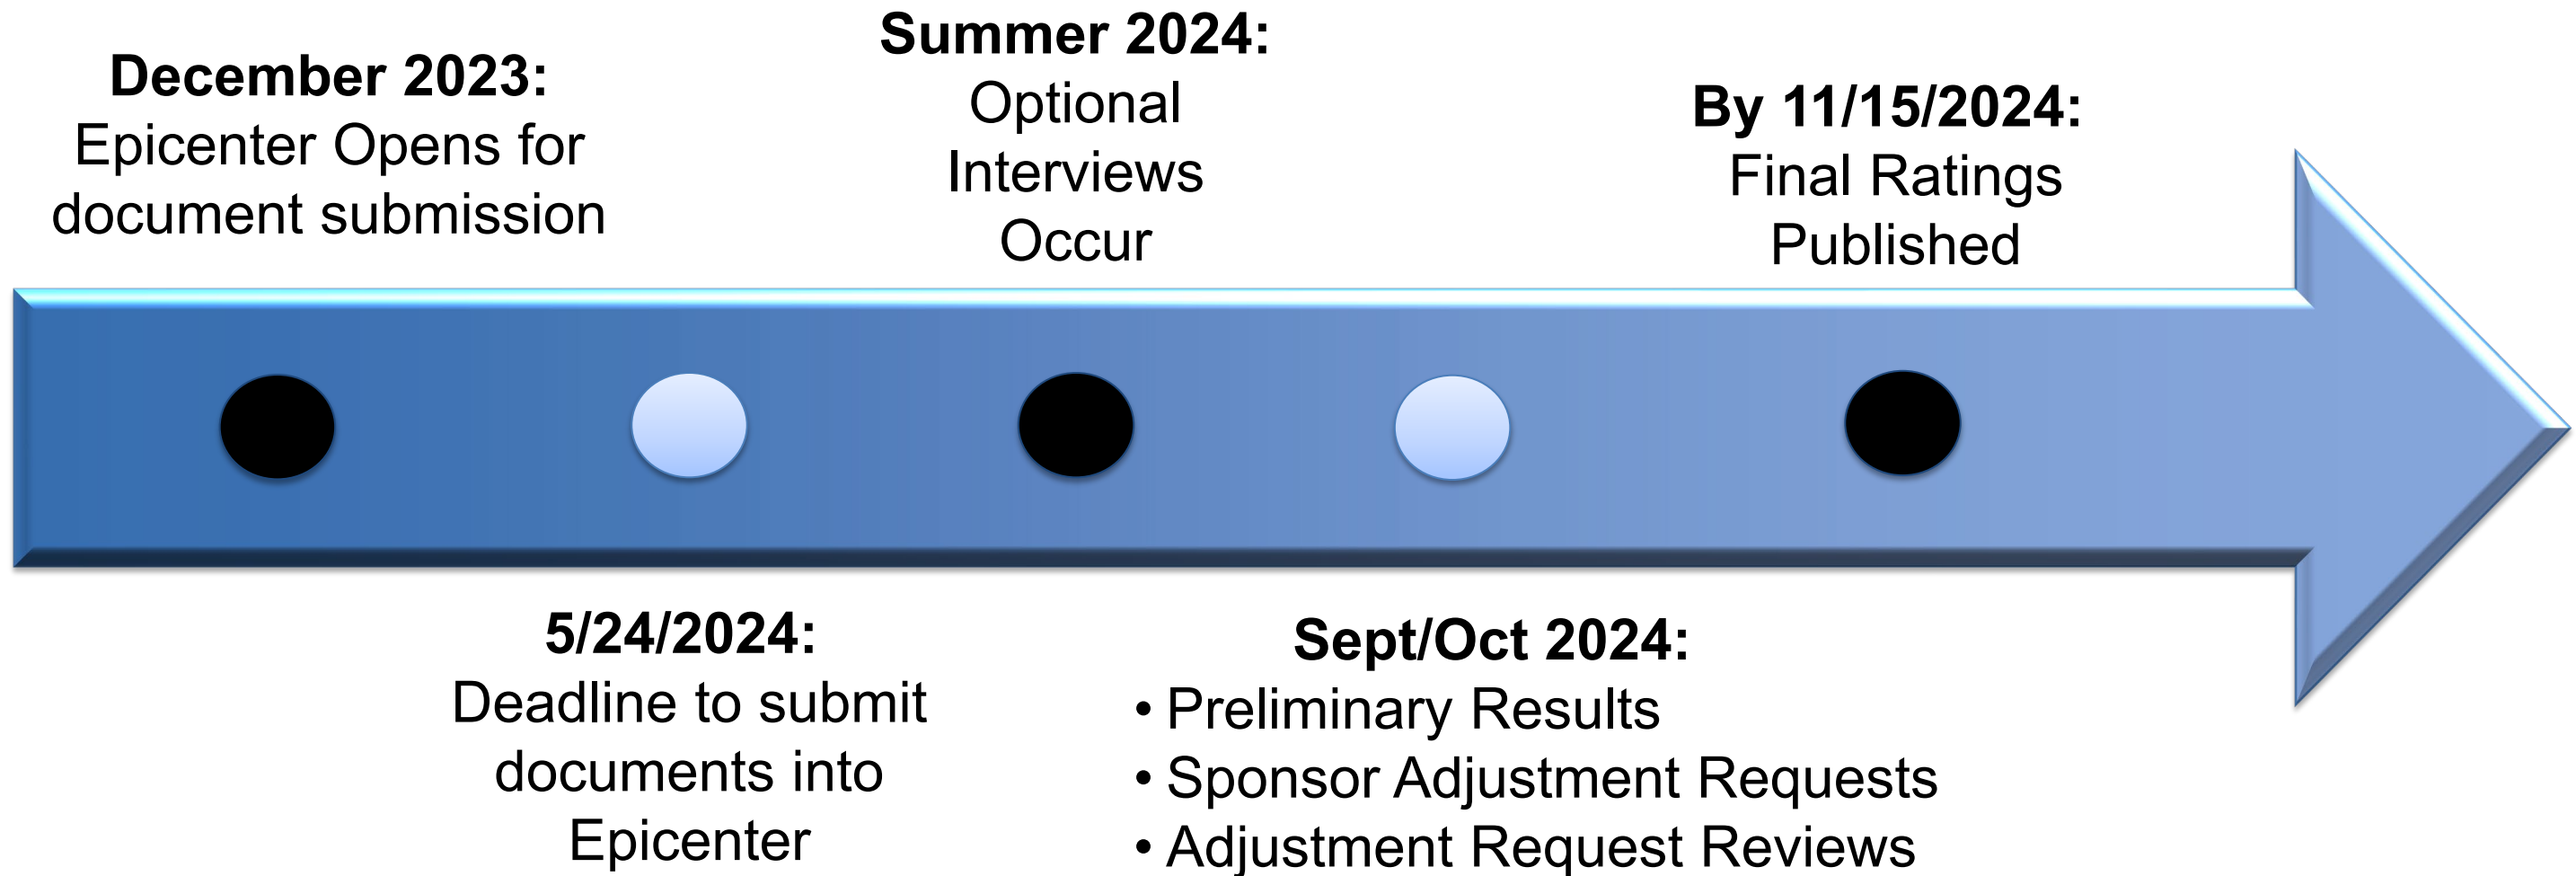 December 2023:
Epicenter Opens for
document submission
5/24/2024:
Deadline to submit
documents into
Epicenter
Summer 2024:
Optional
Interviews
Occur
Sept/Oct 2024:
• Preliminary Results
• Sponsor Adjustment Requests
• Adjustment Request Reviews
By 11/15/2024:
Final Ratings
Published